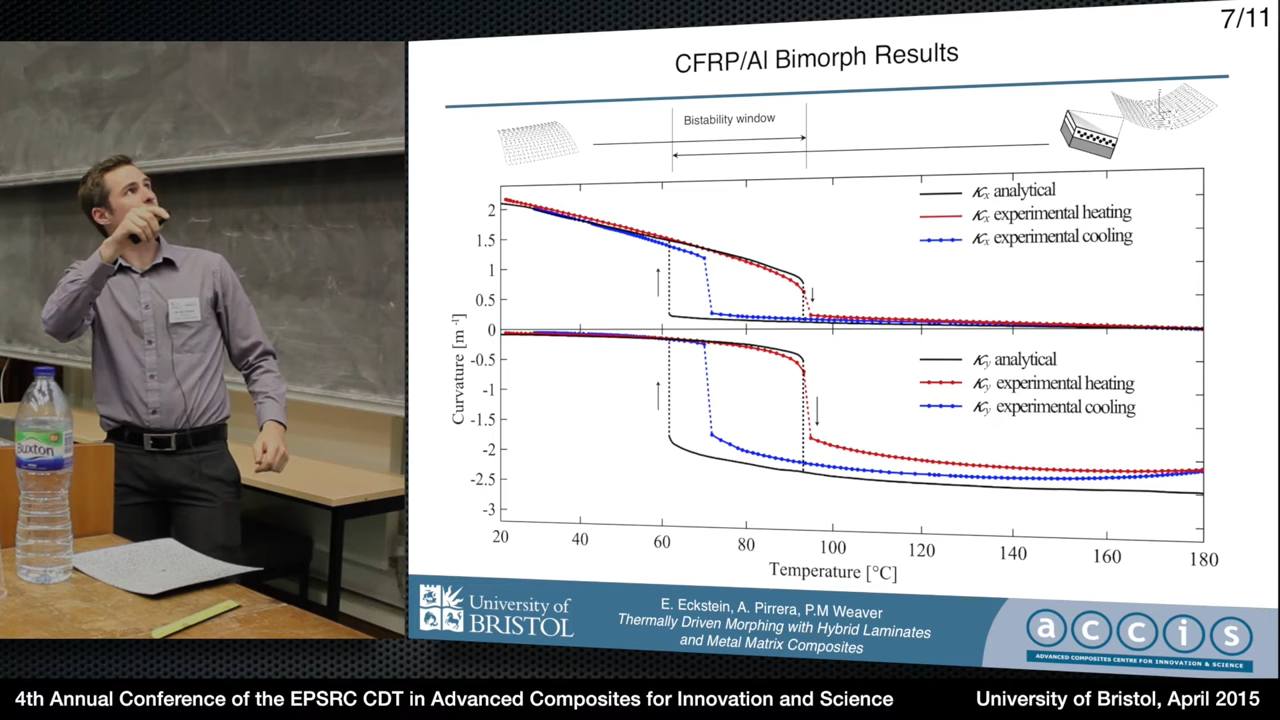 7/11
CFRP/Al Bimorph Results
Bistability window
κx analytical
κx experimental heating
κx experimental cooling
2
1.5
1
0.5
0
-0.5
-1
-1.5
-2
-2.5
-3
Curvature [m⁻¹]
κy analytical
κy experimental heating
κy experimental cooling
20 40 60 80 100 120 140 160 180
Temperature [°C]
Buxton
University of
BRISTOL
E. Eckstein, A. Pirrera, P.M Weaver
Thermally Driven Morphing with Hybrid Laminates
and Metal Matrix Composites
accis
ADVANCED COMPOSITES CENTRE FOR INNOVATION & SCIENCE
4th Annual Conference of the EPSRC CDT in Advanced Composites for Innovation and Science
University of Bristol, April 2015